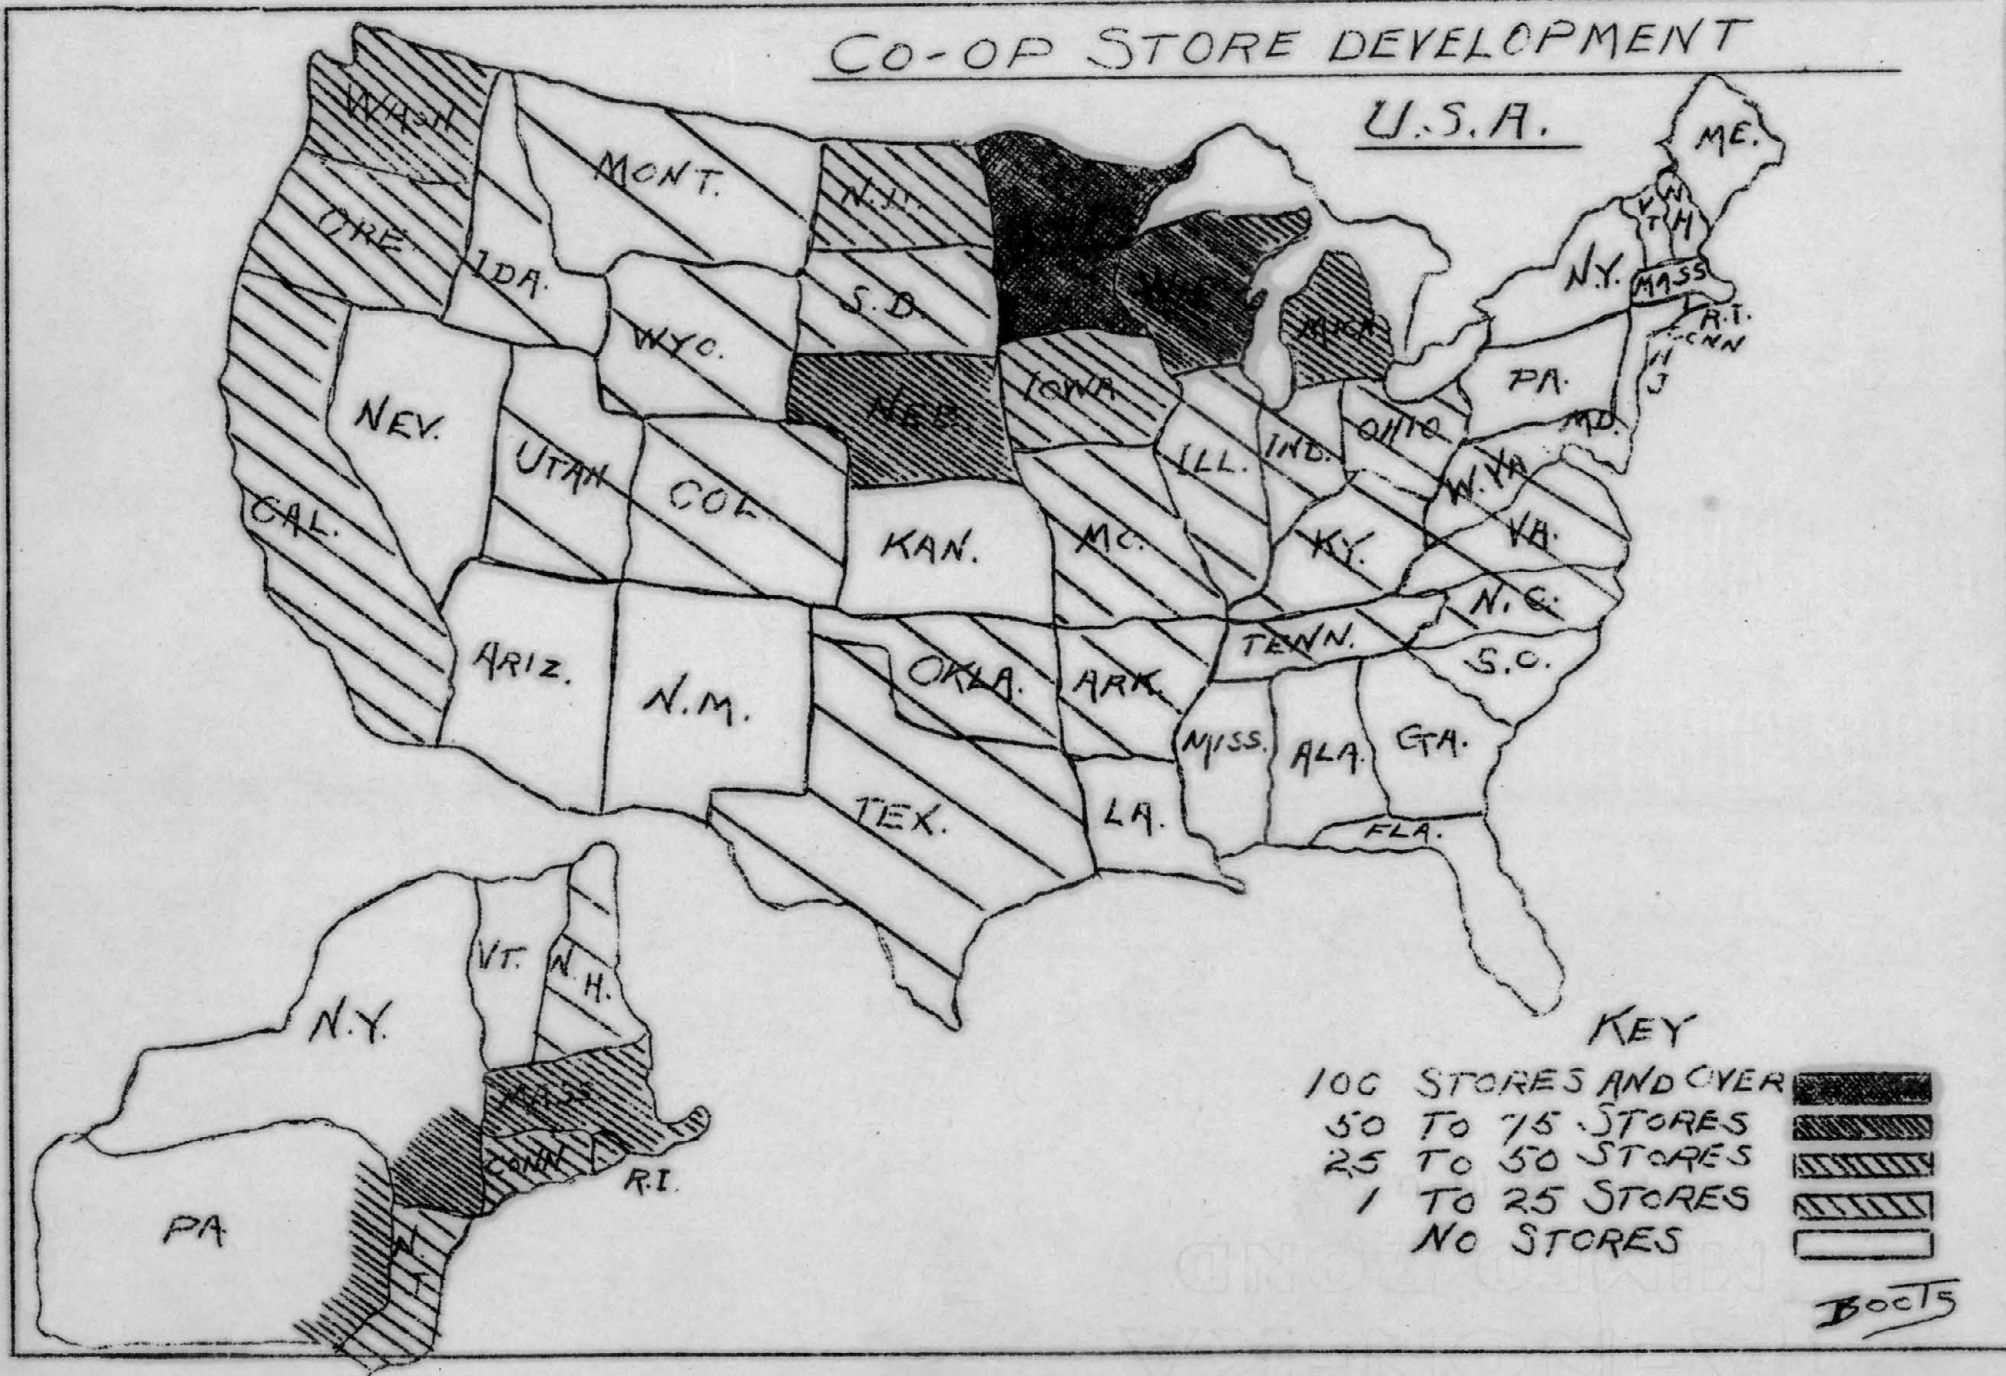 CO-OP STORE DEVELOPMENT
U.S.A.
WASH
MONT.
N.D.
ME.
ORE.
IDA.
S.D.
WIS.
MICH
N.Y.
VT
N H
MASS
R.I.
CNN
N J
WYO.
NEB.
IOWA
PA.
MD.
NEV.
UTAH
COL.
ILL.
IND.
OHIO
W.VA
VA.
CAL.
KAN.
MO.
KY.
N.C.
ARIZ.
N.M.
OKLA.
ARK.
TENN.
S.C.
TEX.
LA.
MISS.
ALA.
GA.
FLA.
VT.
N.H.
N.Y.
MASS
CONN
R.I.
PA.
N.J.
KEY
100 STORES AND OVER
50 TO 75 STORES
25 TO 50 STORES
1 TO 25 STORES
NO STORES
BOOTS